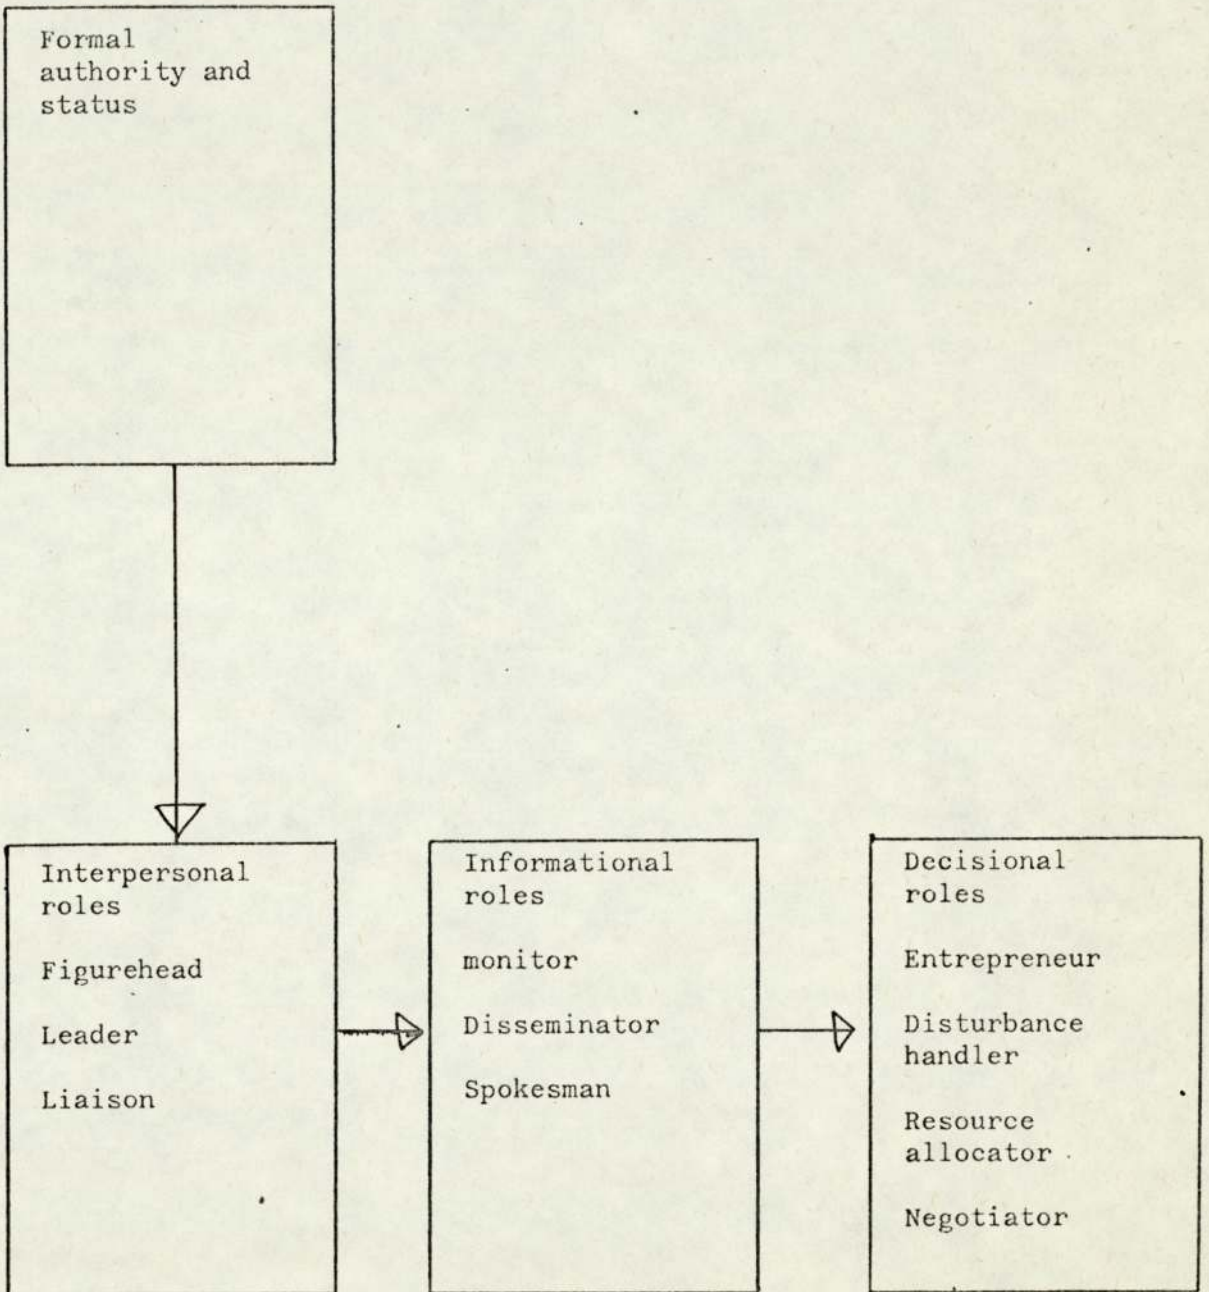 Formal
authority and
status
Interpersonal
roles
Figurehead
Leader
Liaison
Informational
roles
monitor
Disseminator
Spokesman
Decisional
roles
Entrepreneur
Disturbance
handler
Resource
allocator
Negotiator